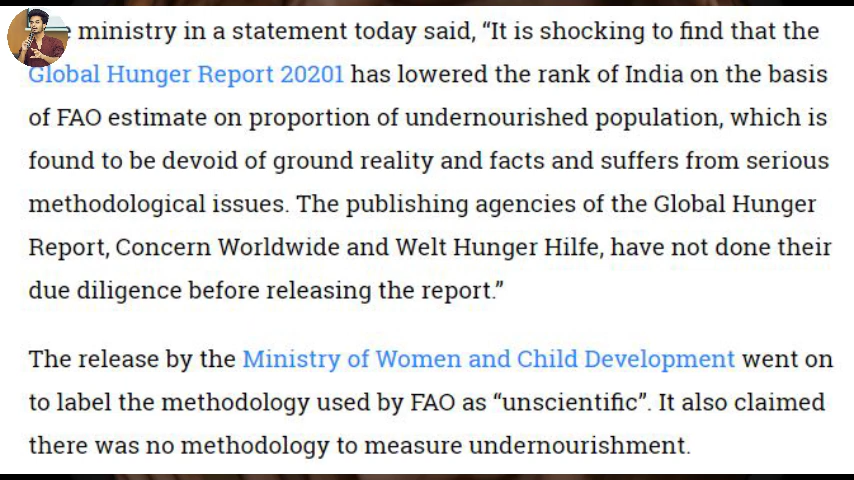 ministry in a statement today said, “It is shocking to find that the
Global Hunger Report 20201 has lowered the rank of India on the basis
of FAO estimate on proportion of undernourished population, which is
found to be devoid of ground reality and facts and suffers from serious
methodological issues. The publishing agencies of the Global Hunger
Report, Concern Worldwide and Welt Hunger Hilfe, have not done their
due diligence before releasing the report.”
The release by the Ministry of Women and Child Development went on
to label the methodology used by FAO as “unscientific”. It also claimed
there was no methodology to measure undernourishment.